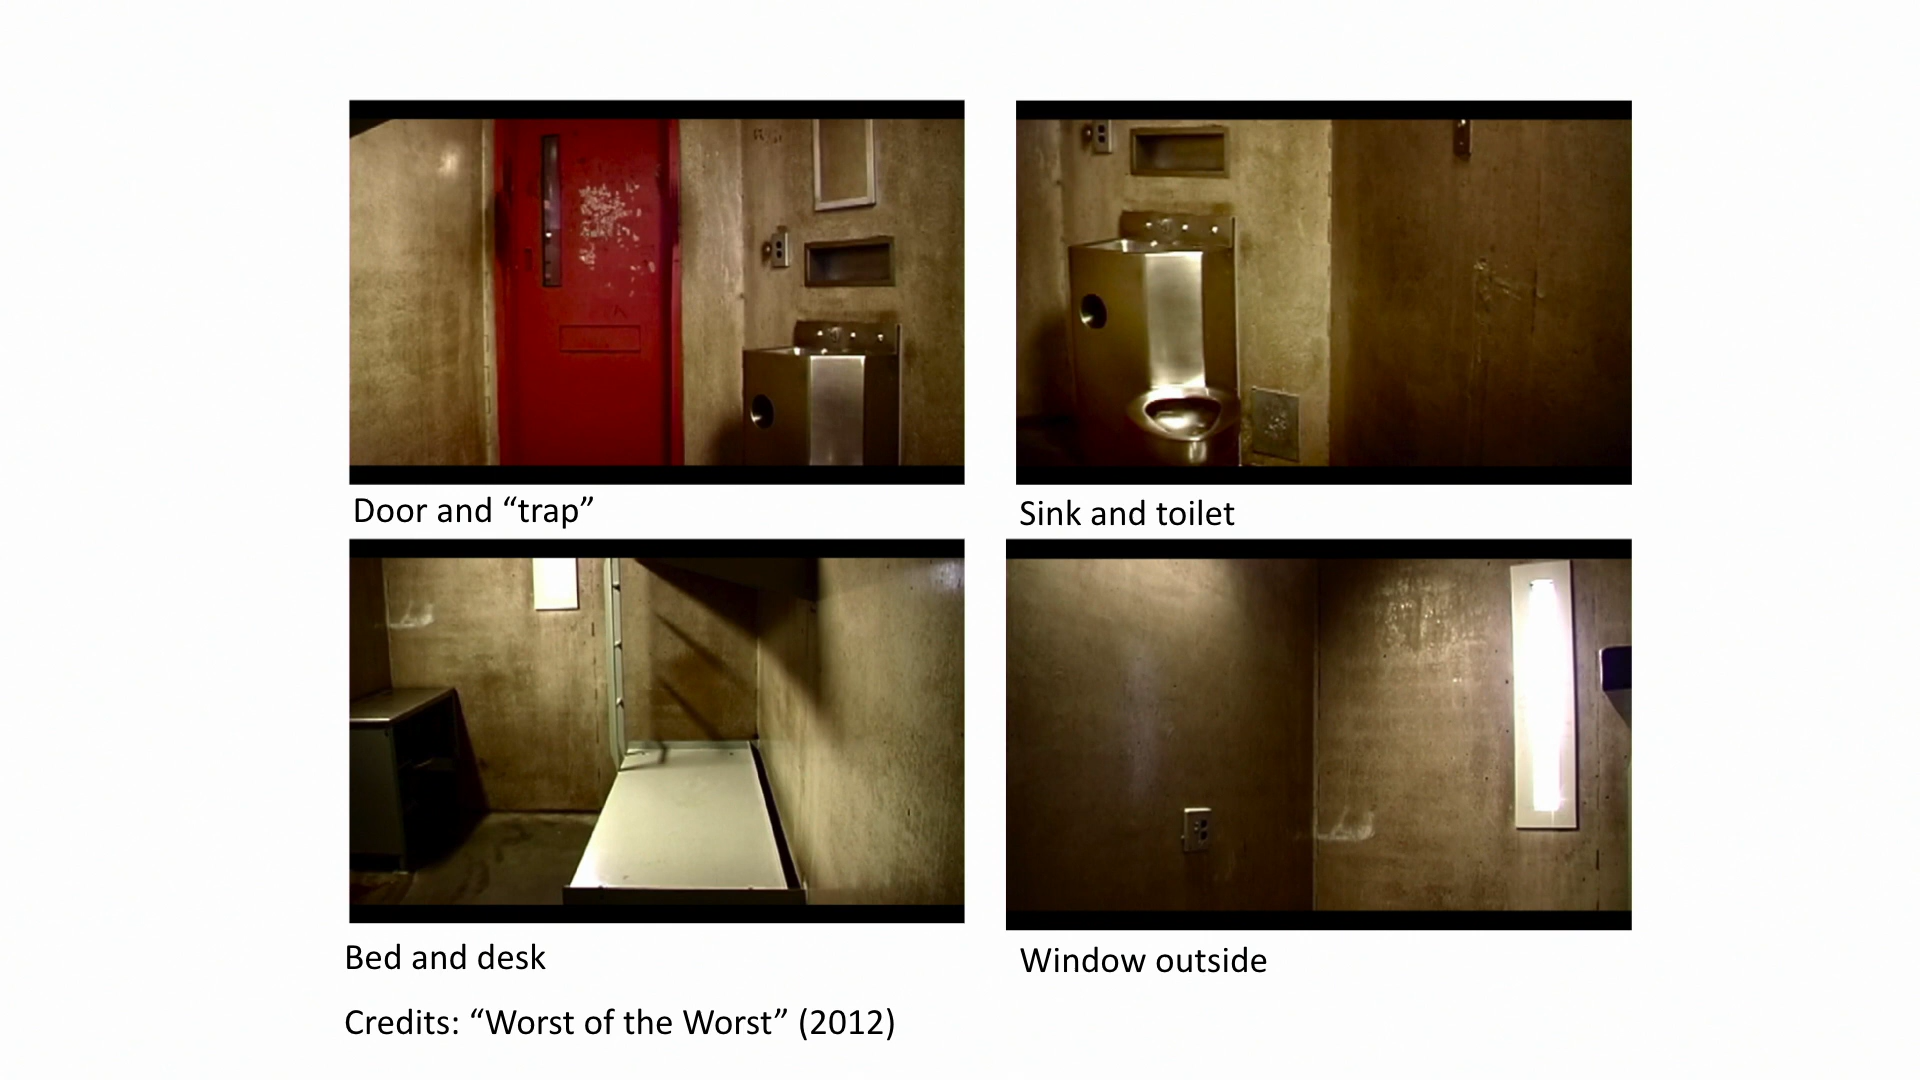 Door and “trap”
Sink and toilet
Bed and desk
Window outside
Credits: “Worst of the Worst” (2012)